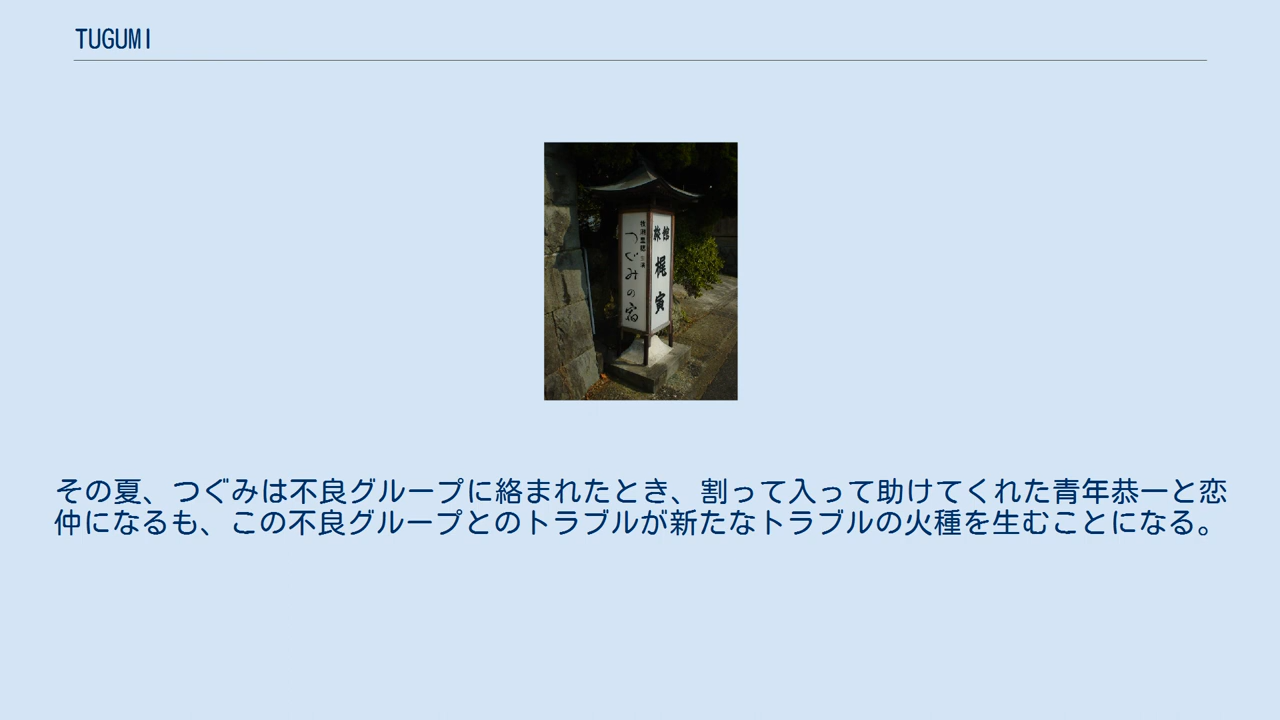 TUGUMI
旅館
梶寅
つぐみの宿
その夏、つぐみは不良グループに絡まれたとき、割って入って助けてくれた青年恭一と恋
仲になるも、この不良グループとのトラブルが新たなトラブルの火種を生むことになる。